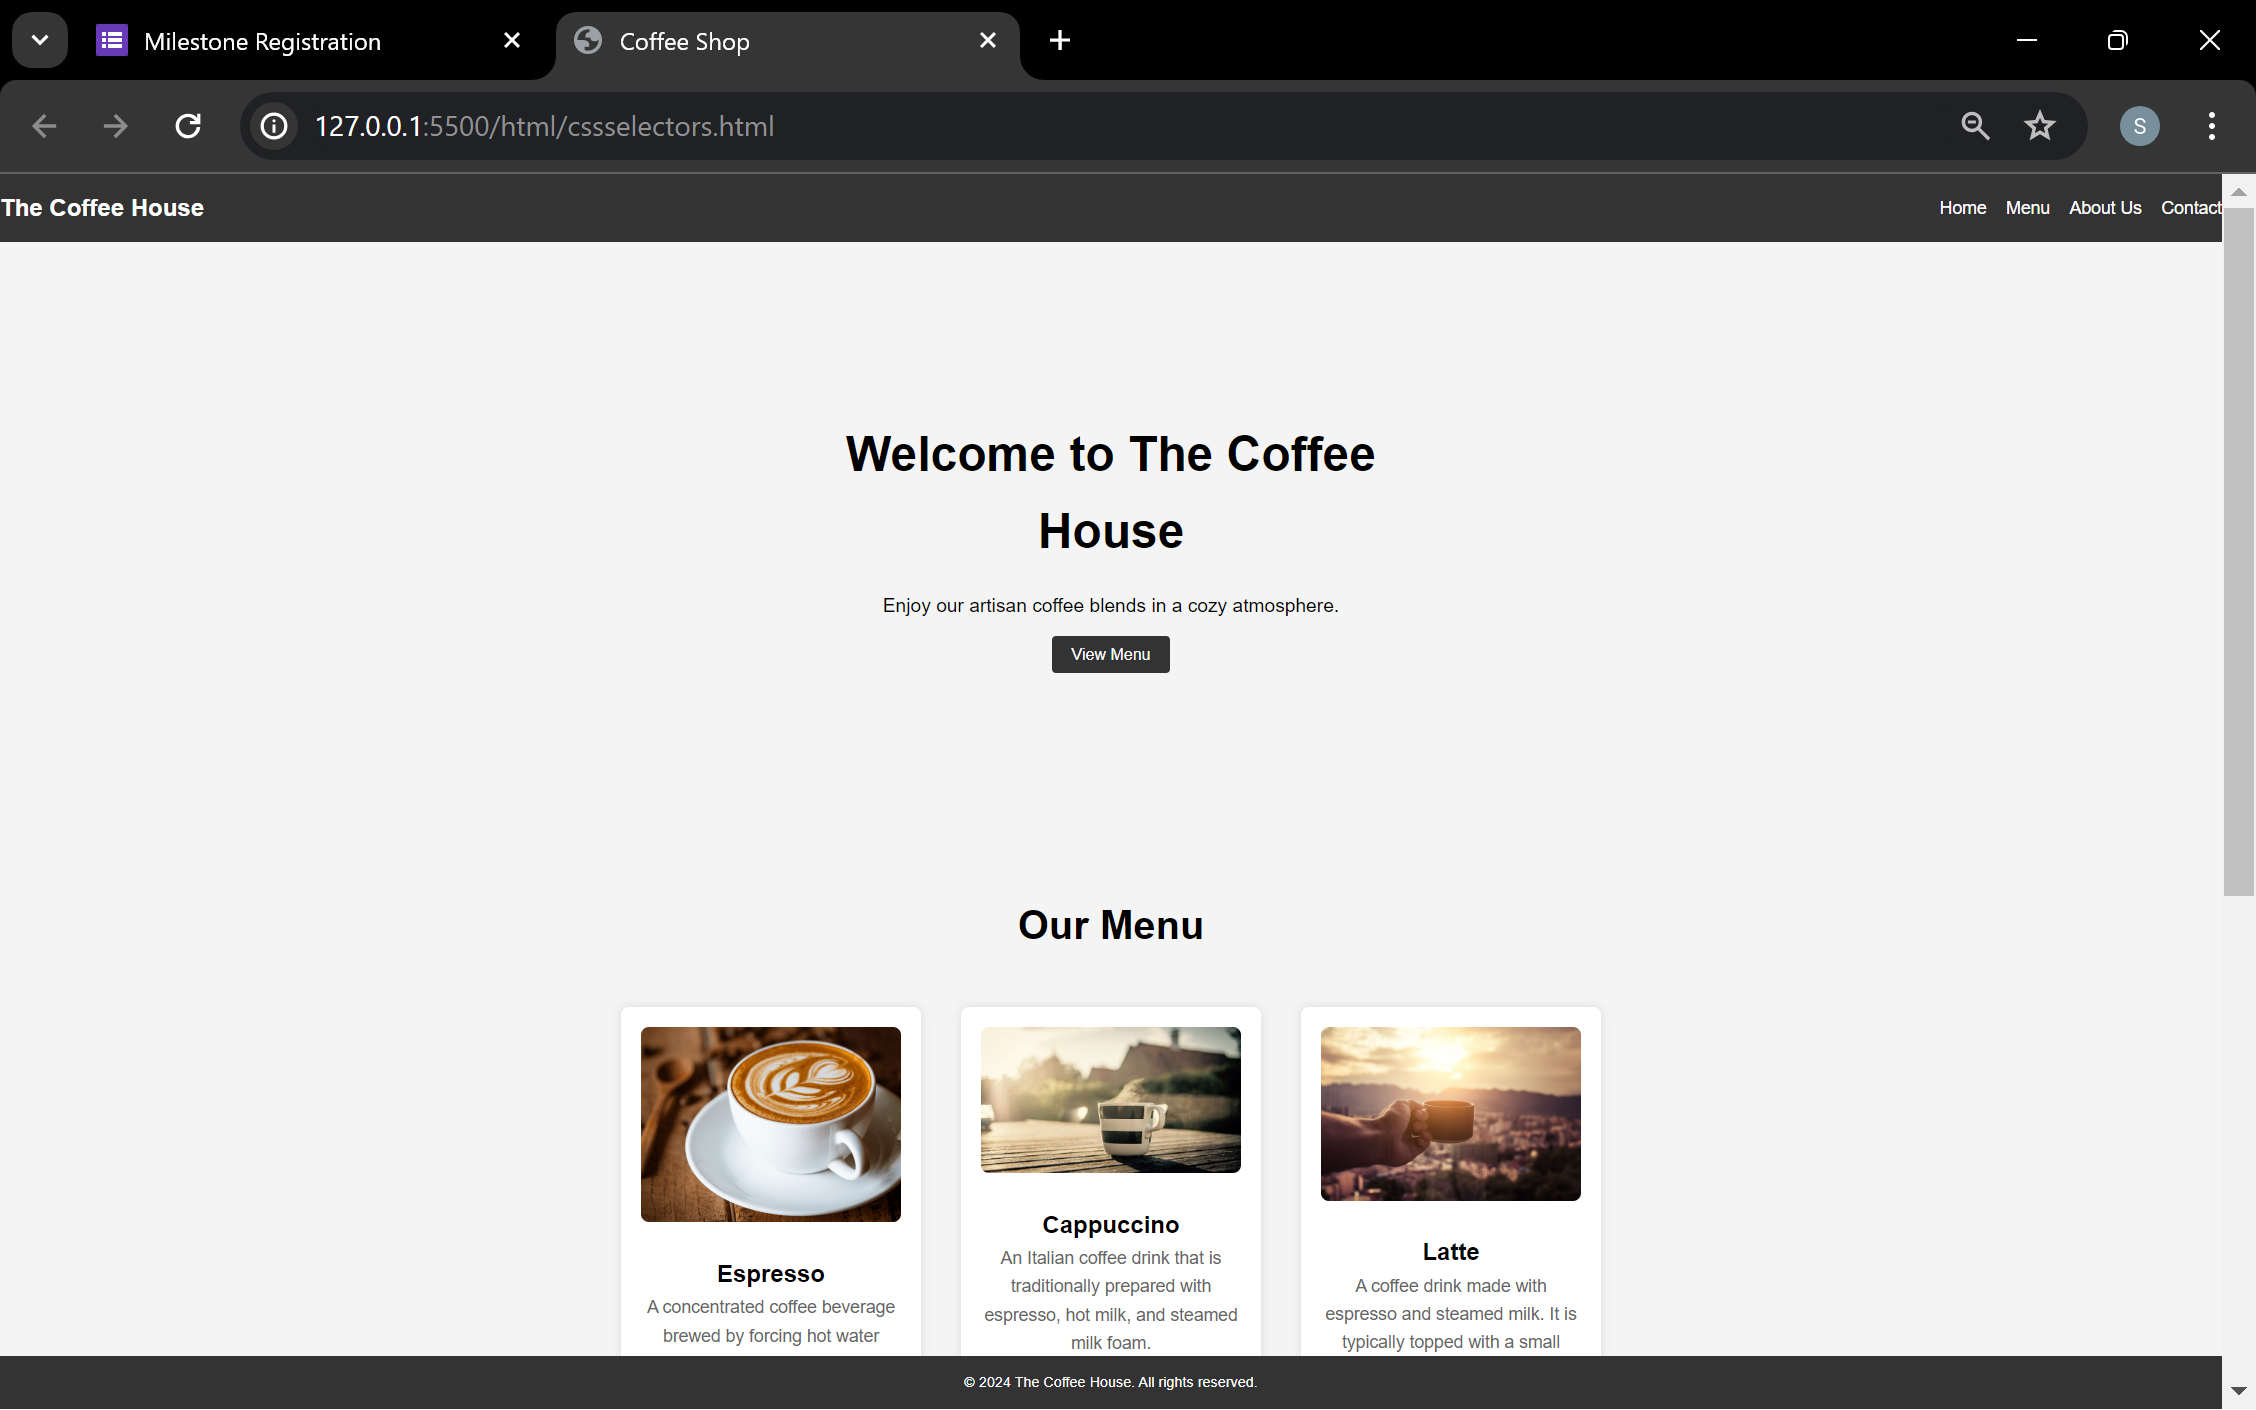 Milestone Registration
Coffee Shop
127.0.0.1:5500/html/cssselectors.html
S
The Coffee House
Home Menu About Us Contact
Welcome to The Coffee
House
Enjoy our artisan coffee blends in a cozy atmosphere.
View Menu
Our Menu
Espresso
A concentrated coffee beverage
brewed by forcing hot water
Cappuccino
An Italian coffee drink that is
traditionally prepared with
espresso, hot milk, and steamed
milk foam.
Latte
A coffee drink made with
espresso and steamed milk. It is
typically topped with a small
© 2024 The Coffee House. All rights reserved.